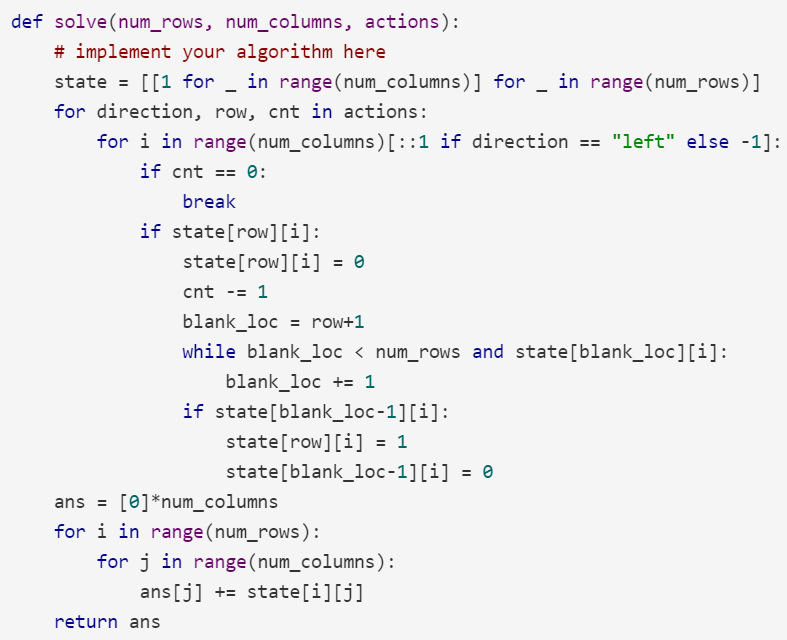 def solve(num_rows, num_columns, actions):
    # implement your algorithm here
    state = [[1 for _ in range(num_columns)] for _ in range(num_rows)]
    for direction, row, cnt in actions:
        for i in range(num_columns)[::1 if direction == "left" else -1]:
            if cnt == 0:
                break
            if state[row][i]:
                state[row][i] = 0
                cnt -= 1
                blank_loc = row+1
                while blank_loc < num_rows and state[blank_loc][i]:
                    blank_loc += 1
                if state[blank_loc-1][i]:
                    state[row][i] = 1
                    state[blank_loc-1][i] = 0
    ans = [0]*num_columns
    for i in range(num_rows):
        for j in range(num_columns):
            ans[j] += state[i][j]
    return ans